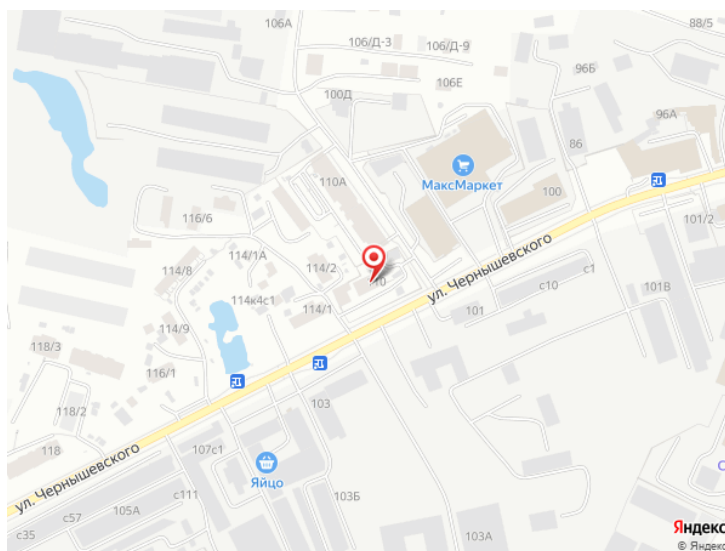 106А
88/5
106/Д-3
106/Д-9
106Е
96Б
100Д
96А
86
МаксМаркет
110А
100
116/6
101/2
ул. Чернышевского
114/1А
114/2
114/8
с1
с10
101В
114к4с1
114/1
101
114/9
118/3
116/1
118/2
103
118
107с1
ул. Чернышевского
Яйцо
с111
103Б
105А
с57
с35
103А
Яндекс